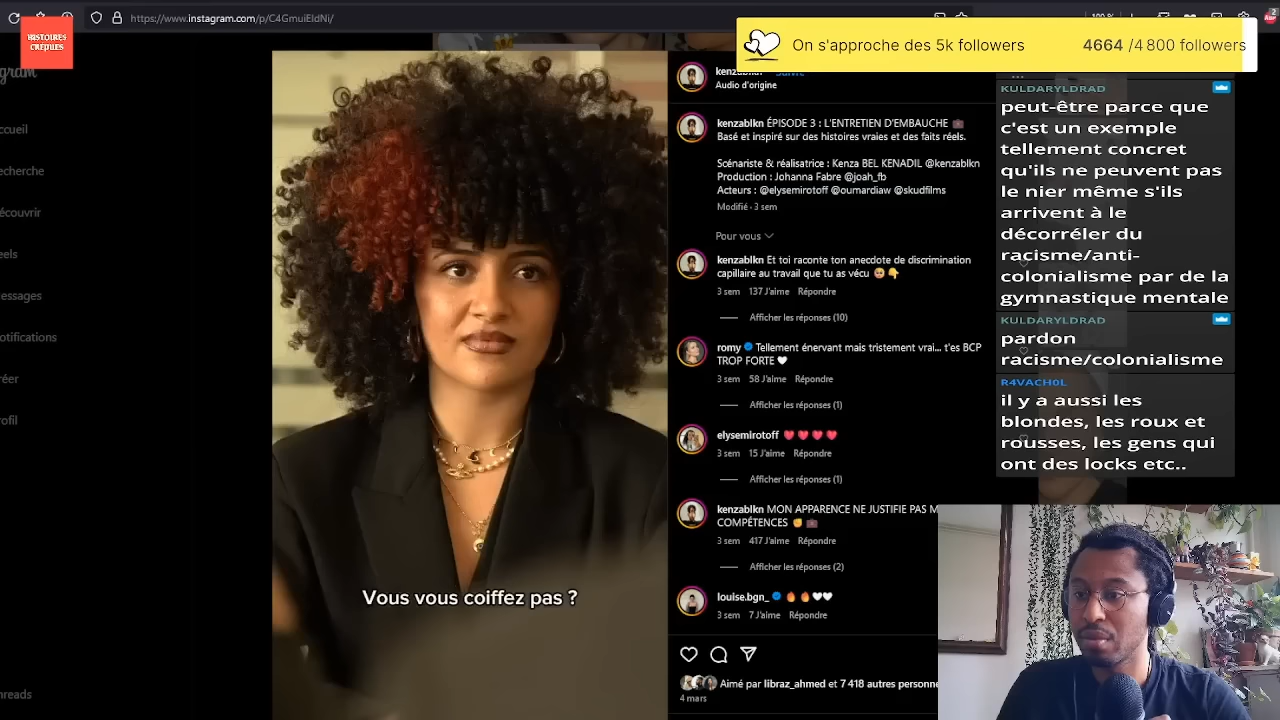 https://www.instagram.com/p/C4GmuiEldNi/
HISTOIRES
CRÉPUES
On s'approche des 5k followers
4664 /4 800 followers
gram
ccueil
echerche
écouvrir
eels
essages
otifications
réer
rofil
hreads
Vous vous coiffez pas ?
Audio d'origine
kenzablkn ÉPISODE 3 : L'ENTRETIEN D'EMBAUCHE 💼
Basé et inspiré sur des histoires vraies et des faits réels.
Scénariste & réalisatrice : Kenza BEL KENADIL @kenzablkn
Production : Johanna Fabre @joah_fb
Acteurs : @elysemirotoff @oumardiaw @skudfilms
Modifié · 3 sem
Pour vous
kenzablkn Et toi raconte ton anecdote de discrimination
capillaire au travail que tu as vécu 🥺👇
3 sem 137 J'aime Répondre
Afficher les réponses (10)
romy Tellement énervant mais tristement vrai... t'es BCP
TROP FORTE 🤍
3 sem 58 J'aime Répondre
Afficher les réponses (1)
elysemirotoff ❤️❤️❤️❤️
3 sem 15 J'aime Répondre
Afficher les réponses (1)
kenzablkn MON APPARENCE NE JUSTIFIE PAS M
COMPÉTENCES ✊💼
3 sem 417 J'aime Répondre
Afficher les réponses (2)
louise.bgn_ 🔥🔥🤍🤍
3 sem 7 J'aime Répondre
Aimé par libraz_ahmed et 7 418 autres personne
4 mars
KULDARYLDRAD
peut-être parce que
c'est un exemple
tellement concret
qu'ils ne peuvent pas
le nier même s'ils
arrivent à le
décorréler du
racisme/anti-
colonialisme par de la
gymnastique mentale
KULDARYLDRAD
pardon
racisme/colonialisme
R4VACH0L
il y a aussi les
blondes, les roux et
rousses, les gens qui
ont des locks etc..